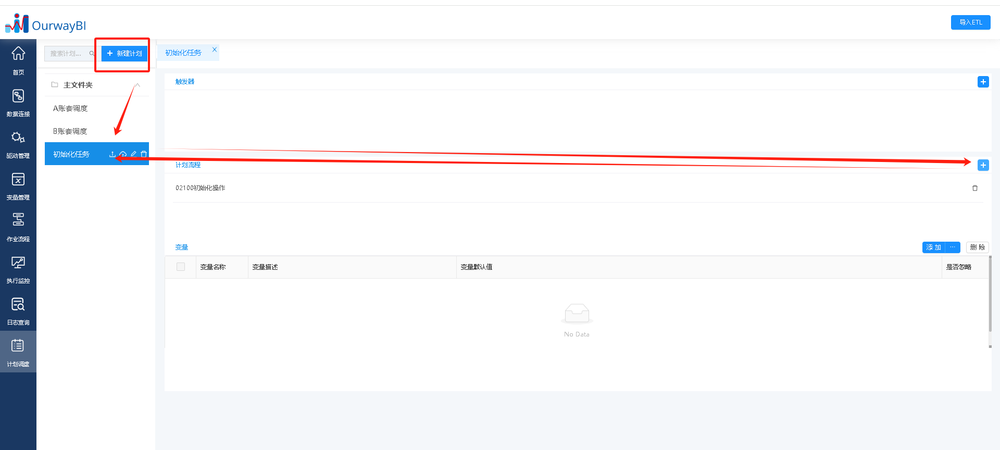 OurwayBI
导入ETL
搜索计划...
新建计划
初始化任务
首页
主文件夹
触发器
数据连接
A账套调度
B账套调度
驱动管理
初始化任务
计划流程
变量管理
02100初始化操作
作业流程
变量
添加
删除
变量名称
变量描述
变量默认值
是否忽略
执行监控
日志查询
No Data
计划调度